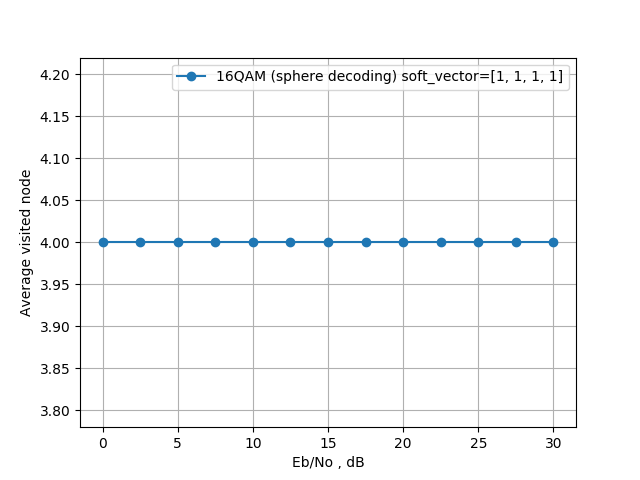 16QAM (sphere decoding) soft_vector=[1, 1, 1, 1]
4.20
4.15
4.10
4.05
4.00
3.95
3.90
3.85
3.80
Average visited node
0 5 10 15 20 25 30
Eb/No , dB